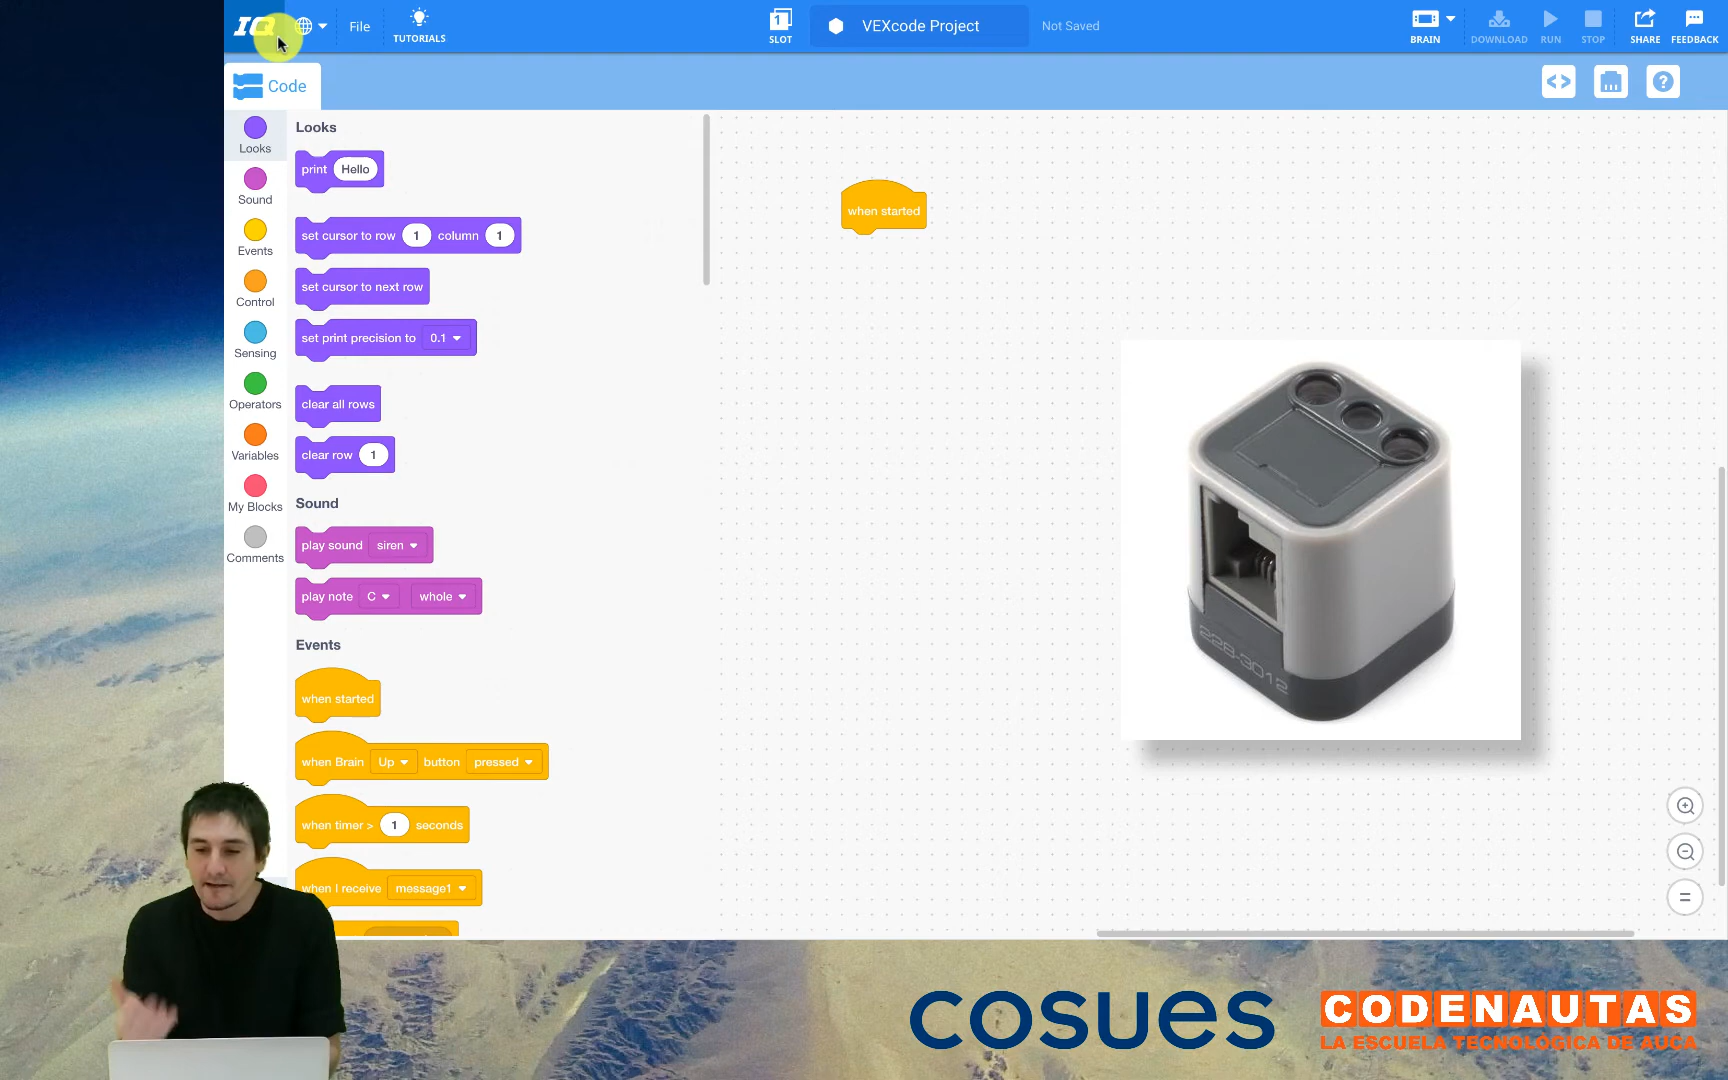 IQ
File
TUTORIALS
1
SLOT
VEXcode Project
Not Saved
BRAIN
DOWNLOAD
RUN
STOP
SHARE
FEEDBACK
Code
Looks
Sound
Events
Control
Sensing
Operators
Variables
My Blocks
Comments
Looks
print Hello
set cursor to row 1 column 1
set cursor to next row
set print precision to 0.1
clear all rows
clear row 1
Sound
play sound siren
play note C whole
Events
when started
when Brain Up button pressed
when timer > 1 seconds
when I receive message1
when started
228-3012
cosues
CODENAUTAS
LA ESCUELA TECNOLÓGICA DE AUCA